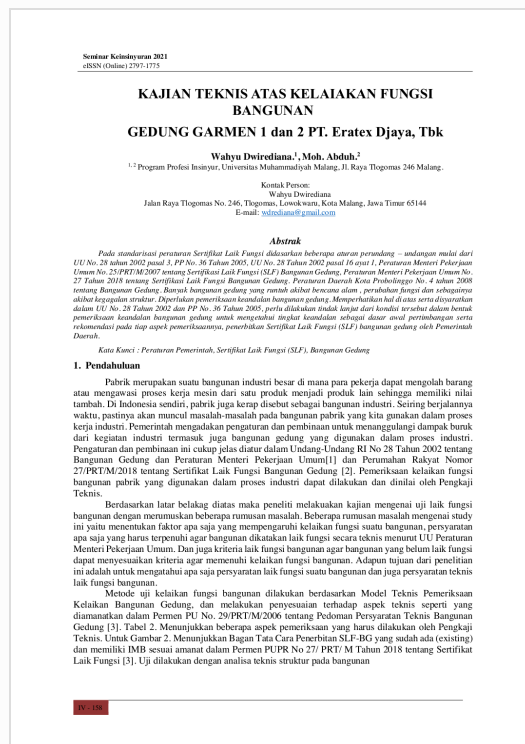 Seminar Keinsinyuran 2021
eISSN (Online) 2797-1775
KAJIAN TEKNIS ATAS KELAIAKAN FUNGSI
BANGUNAN
GEDUNG GARMEN 1 dan 2 PT. Eratex Djaya, Tbk
Wahyu Dwirediana.¹, Moh. Abduh.²
¹, ² Program Profesi Insinyur, Universitas Muhammadiyah Malang, Jl. Raya Tlogomas 246 Malang.
Kontak Person:
Wahyu Dwirediana
Jalan Raya Tlogomas No. 246, Tlogomas, Lowokwaru, Kota Malang, Jawa Timur 65144
E-mail: wdrediana@gmail.com
Abstrak
Pada standarisasi peraturan Sertifikat Laik Fungsi didasarkan beberapa aturan perundang – undangan mulai dari
UU No. 28 tahun 2002 pasal 3, PP No. 36 Tahun 2005, UU No. 28 Tahun 2002 pasal 16 ayat 1, Peraturan Menteri Pekerjaan
Umum No. 25/PRT/M/2007 tentang Sertifikasi Laik Fungsi (SLF) Bangunan Gedung, Peraturan Menteri Pekerjaan Umum No.
27 Tahun 2018 tentang Sertifikasi Laik Fungsi Bangunan Gedung. Peraturan Daerah Kota Probolinggo No. 4 tahun 2008
tentang Bangunan Gedung. Banyak bangunan gedung yang runtuh akibat bencana alam , perubahan fungsi dan sebagainya
akibat kegagalan struktur. Diperlukan pemeriksaan keandalan bangunan gedung. Memperhatikan hal di atas serta disyaratkan
dalam UU No. 28 Tahun 2002 dan PP No. 36 Tahun 2005, perlu dilakukan tindak lanjut dari kondisi tersebut dalam bentuk
pemeriksaan keandalan bangunan gedung untuk mengetahui tingkat keandalan sebagai dasar awal pertimbangan serta
rekomendasi pada tiap aspek pemeriksaannya, penerbitkan Sertifikat Laik Fungsi (SLF) bangunan gedung oleh Pemerintah
Daerah.
Kata Kunci : Peraturan Pemerintah, Sertifikat Laik Fungsi (SLF), Bangunan Gedung
1. Pendahuluan
Pabrik merupakan suatu bangunan industri besar di mana para pekerja dapat mengolah barang
atau mengawasi proses kerja mesin dari satu produk menjadi produk lain sehingga memiliki nilai
tambah. Di Indonesia sendiri, pabrik juga kerap disebut sebagai bangunan industri. Seiring berjalannya
waktu, pastinya akan muncul masalah-masalah pada bangunan pabrik yang kita gunakan dalam proses
kerja industri. Pemerintah mengadakan pengaturan dan pembinaan untuk menanggulangi dampak buruk
dari kegiatan industri termasuk juga bangunan gedung yang digunakan dalam proses industri.
Pengaturan dan pembinaan ini cukup jelas diatur dalam Undang-Undang RI No 28 Tahun 2002 tentang
Bangunan Gedung dan Peraturan Menteri Pekerjaan Umum[1] dan Perumahan Rakyat Nomor
27/PRT/M/2018 tentang Sertifikat Laik Fungsi Bangunan Gedung [2]. Pemeriksaan kelaikan fungsi
bangunan pabrik yang digunakan dalam proses industri dapat dilakukan dan dinilai oleh Pengkaji
Teknis.
Berdasarkan latar belakag diatas maka peneliti melakuakan kajian mengenai uji laik fungsi
bangunan dengan merumuskan beberapa rumusan masalah. Beberapa rumusan masalah mengenai study
ini yaitu menentukan faktor apa saja yang mempengaruhi kelaikan fungsi suatu bangunan, persyaratan
apa saja yang harus terpenuhi agar bangunan dikatakan laik fungsi secara teknis menurut UU Peraturan
Menteri Pekerjaan Umum. Dan juga kriteria laik fungsi bangunan agar bangunan yang belum laik fungsi
dapat menyesuaikan kriteria agar memenuhi kelaikan fungsi bangunan. Adapun tujuan dari penelitian
ini adalah untuk mengatahui apa saja persyaratan laik fungsi suatu bangunan dan juga persyaratan teknis
laik fungsi bangunan.
Metode uji kelaikan fungsi bangunan dilakukan berdasarkan Model Teknis Pemeriksaan
Kelaikan Bangunan Gedung, dan melakukan penyesuaian terhadap aspek teknis seperti yang
diamanatkan dalam Permen PU No. 29/PRT/M/2006 tentang Pedoman Persyaratan Teknis Bangunan
Gedung [3]. Tabel 2. Menunjukkan beberapa aspek pemeriksaan yang harus dilakukan oleh Pengkaji
Teknis. Untuk Gambar 2. Menunjukkan Bagan Tata Cara Penerbitan SLF-BG yang sudah ada (existing)
dan memiliki IMB sesuai amanat dalam Permen PUPR No 27/ PRT/ M Tahun 2018 tentang Sertifikat
Laik Fungsi [3]. Uji dilakukan dengan analisa teknis struktur pada bangunan
IV - 158